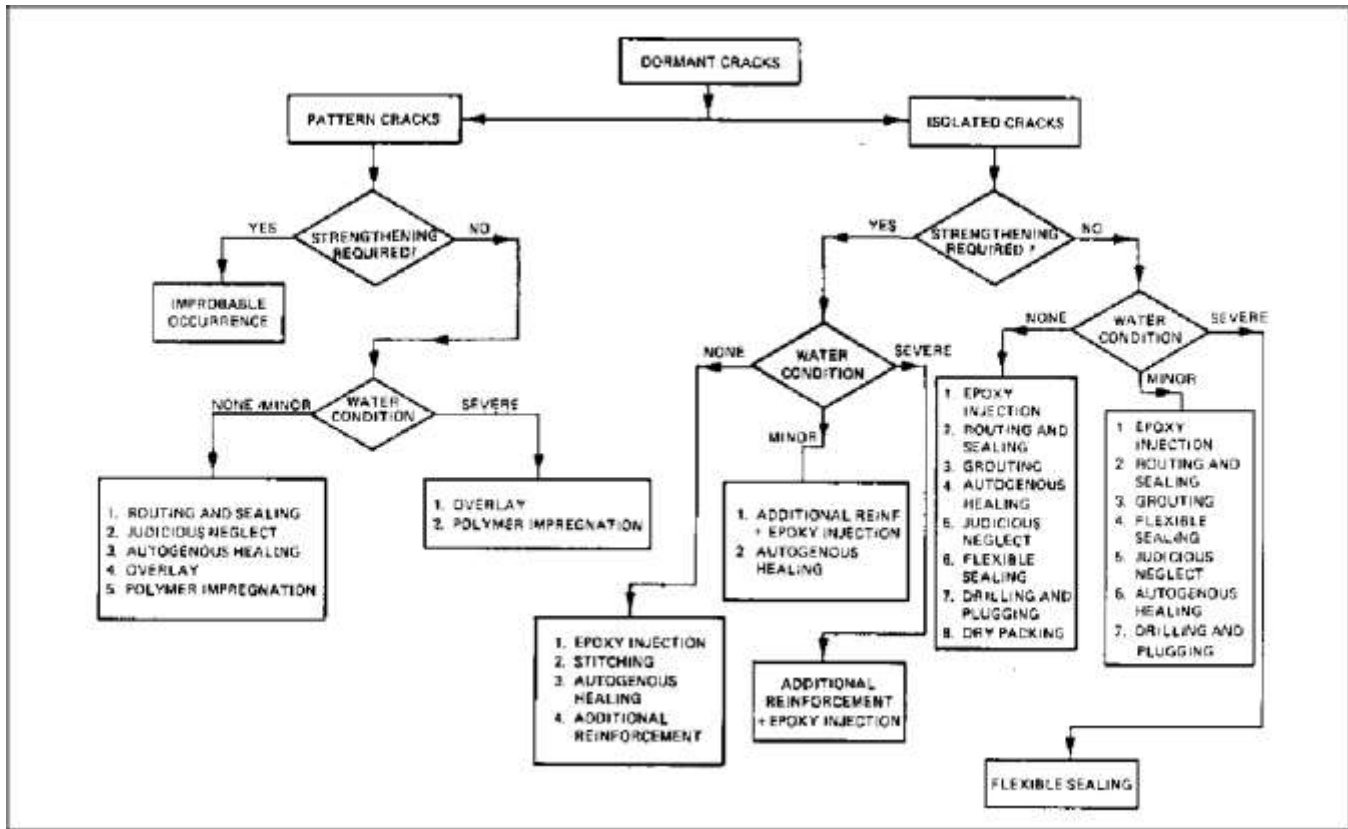 DORMANT CRACKS
PATTERN CRACKS
ISOLATED CRACKS
YES
STRENGTHENING
REQUIRED?
NO
IMPROBABLE
OCCURRENCE
NONE/MINOR
WATER
CONDITION
SEVERE
1. ROUTING AND SEALING
2. JUDICIOUS NEGLECT
3. AUTOGENOUS HEALING
4 OVERLAY
5. POLYMER IMPREGNATION
1. OVERLAY
2. POLYMER IMPREGNATION
YES
STRENGTHENING
REQUIRED ?
NO
NONE
WATER
CONDITION
SEVERE
MINOR
1. EPOXY INJECTION
2. STITCHING
3. AUTOGENOUS
HEALING
4. ADDITIONAL
REINFORCEMENT
1. ADDITIONAL REINF
+ EPOXY INJECTION
2 AUTOGENOUS
HEALING
ADDITIONAL
REINFORCEMENT
+ EPOXY INJECTION
NONE
WATER
CONDITION
SEVERE
MINOR
1. EPOXY
INJECTION
2. ROUTING AND
SEALING
3. GROUTING
4. AUTOGENOUS
HEALING
5. JUDICIOUS
NEGLECT
6. FLEXIBLE
SEALING
7. DRILLING AND
PLUGGING
8. DRY PACKING
1 EPOXY
INJECTION
2 ROUTING AND
SEALING
3. GROUTING
4 FLEXIBLE
SEALING
5. JUDICIOUS
NEGLECT
6. AUTOGENOUS
HEALING
7. DRILLING AND
PLUGGING
FLEXIBLE SEALING